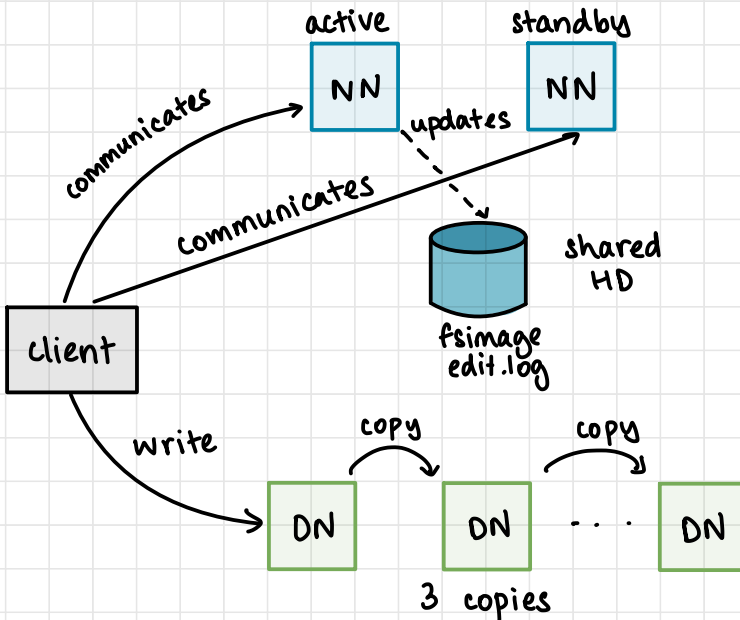 active
standby
NN
NN
communicates
updates
communicates
shared
HD
client
fsimage
edit.log
write
copy
copy
DN
DN
DN
3 copies